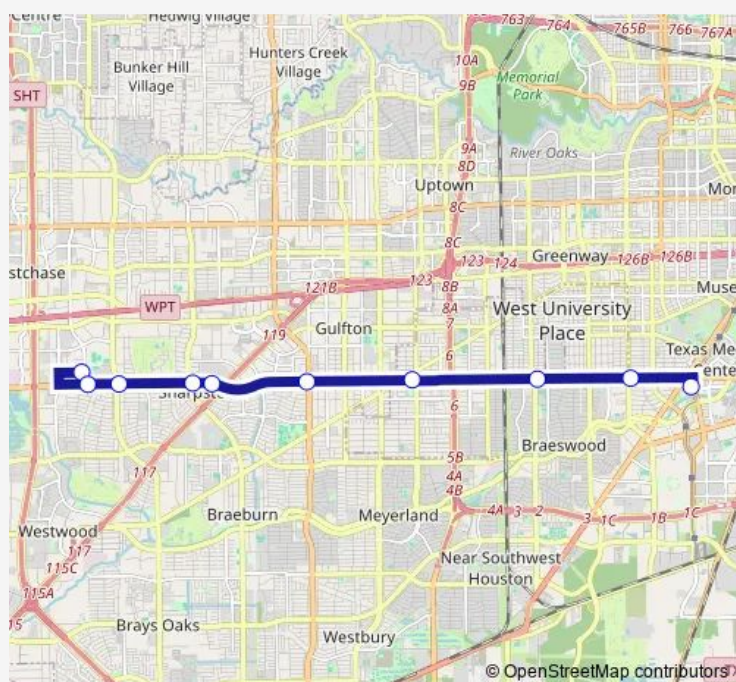 Centre
Hedwig Village
763
764
765B
766
767A
Bunker Hill
Village
Hunters Creek
Village
10A
9B
Memorial
Park
SHT
9A
8D
River Oaks
Uptown
8C
Mo
8C
123
124
Greenway
126B
126B
stchase
121B
123
8B
Muse
WPT
8A
119
Gulfton
7
West University
Place
6
Texas Me
Cente
Sharpst
6
117
5B
Braeswood
4A
4B
Braeburn
Meyerland
4A
3
2
3
1C
1B
1C
Westwood
117
115C
Near Southwest
Houston
115A
15
Brays Oaks
Westbury
© OpenStreetMap contributors